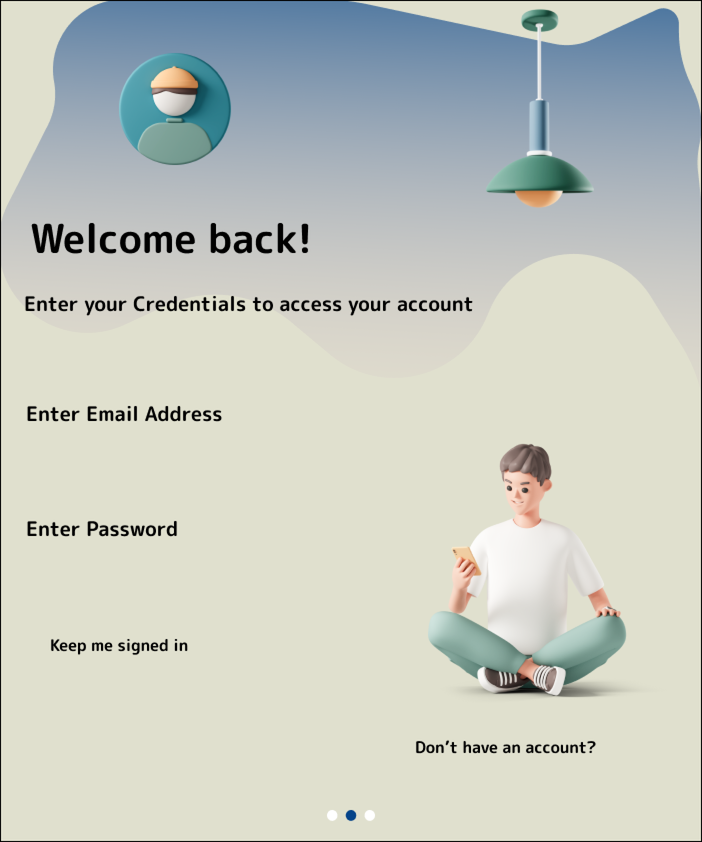 Welcome back!
Enter your Credentials to access your account
Enter Email Address
Enter Password
Keep me signed in
Don’t have an account?